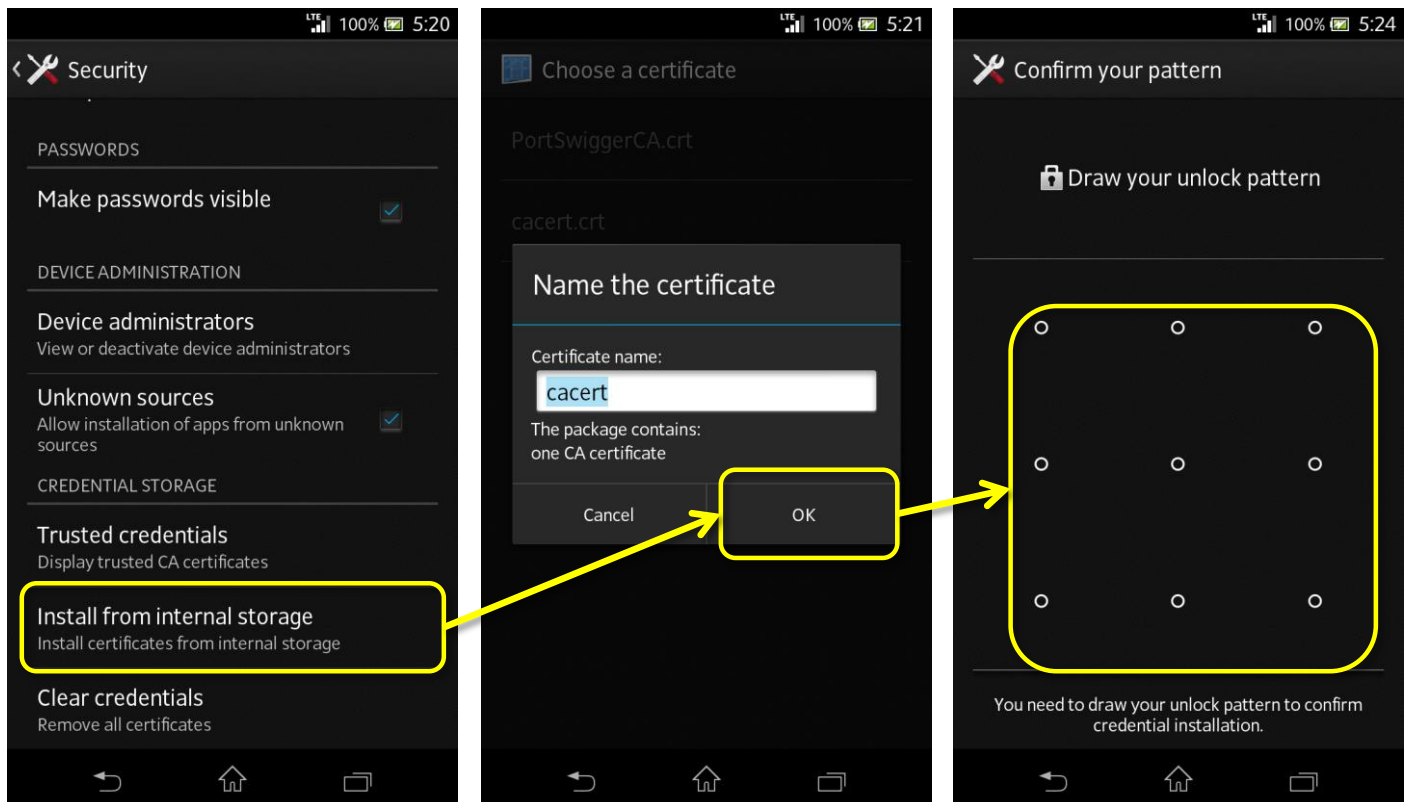 LTE 100% 5:20
Security
PASSWORDS
Make passwords visible
DEVICE ADMINISTRATION
Device administrators
View or deactivate device administrators
Unknown sources
Allow installation of apps from unknown
sources
CREDENTIAL STORAGE
Trusted credentials
Display trusted CA certificates
Install from internal storage
Install certificates from internal storage
Clear credentials
Remove all certificates
LTE 100% 5:21
Choose a certificate
PortSwiggerCA.crt
cacert.crt
Name the certificate
Certificate name:
cacert
The package contains:
one CA certificate
Cancel
OK
LTE 100% 5:24
Confirm your pattern
Draw your unlock pattern
You need to draw your unlock pattern to confirm
credential installation.